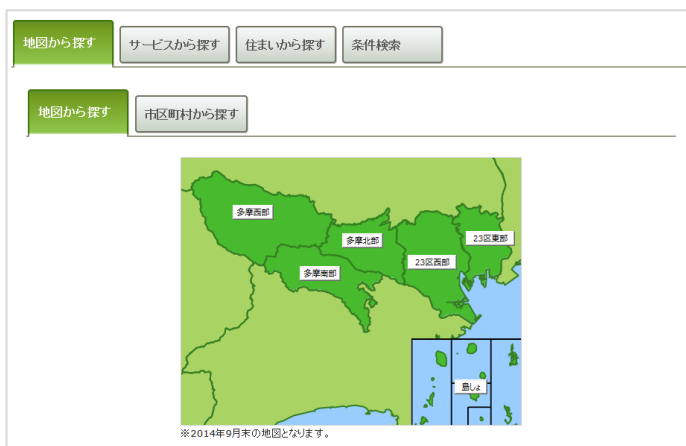 地図から探す サービスから探す 住まいから探す 条件検索
地図から探す 市区町村から探す
多摩西部
多摩北部
23区東部
23区西部
多摩南部
島しょ
※2014年9月末の地図となります。